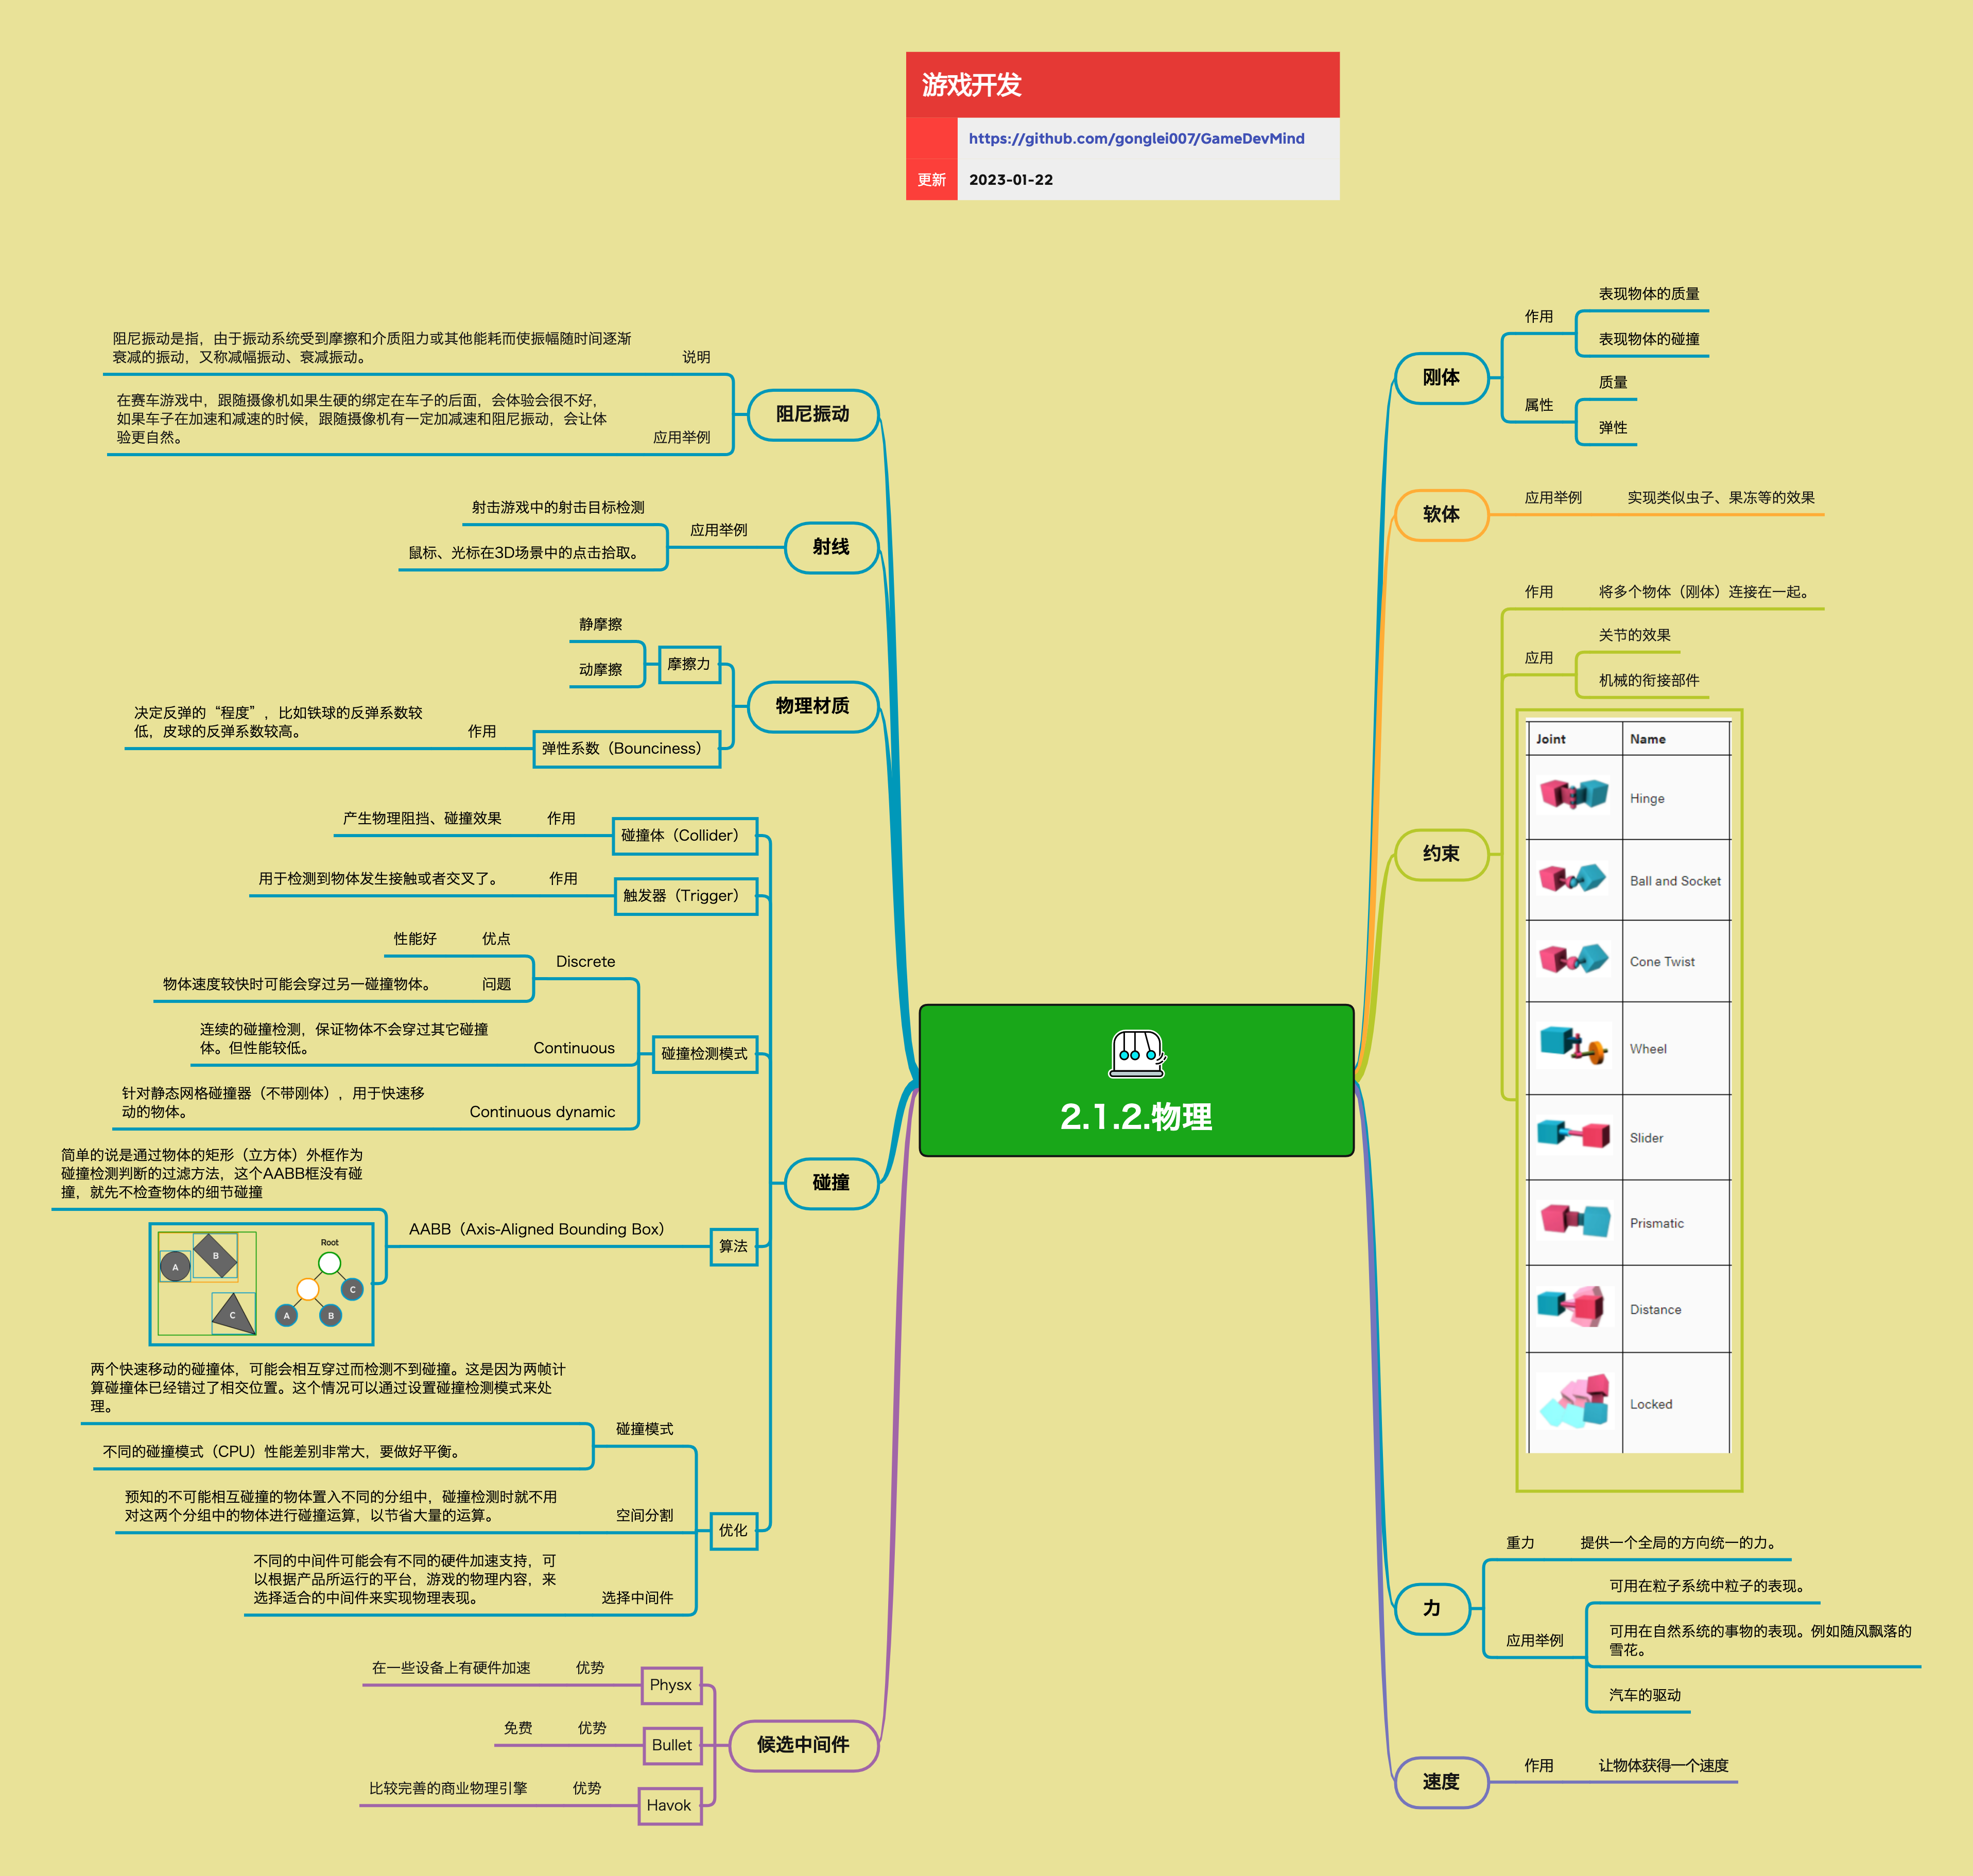 游戏开发
https://github.com/gonglei007/GameDevMind
更新
2023-01-22
2.1.2.物理
刚体
作用
表现物体的质量
表现物体的碰撞
属性
质量
弹性
软体
应用举例
实现类似虫子、果冻等的效果
约束
作用
将多个物体（刚体）连接在一起。
应用
关节的效果
机械的衔接部件
Joint
Name
Hinge
Ball and Socket
Cone Twist
Wheel
Slider
Prismatic
Distance
Locked
力
重力
提供一个全局的方向统一的力。
应用举例
可用在粒子系统中粒子的表现。
可用在自然系统的事物的表现。例如随风飘落的
雪花。
汽车的驱动
速度
作用
让物体获得一个速度
阻尼振动
说明
阻尼振动是指，由于振动系统受到摩擦和介质阻力或其他能耗而使振幅随时间逐渐
衰减的振动，又称减幅振动、衰减振动。
应用举例
在赛车游戏中，跟随摄像机如果生硬的绑定在车子的后面，会体验会很不好，
如果车子在加速和减速的时候，跟随摄像机有一定加减速和阻尼振动，会让体
验更自然。
射线
应用举例
射击游戏中的射击目标检测
鼠标、光标在3D场景中的点击拾取。
物理材质
摩擦力
静摩擦
动摩擦
弹性系数（Bounciness）
作用
决定反弹的“程度”，比如铁球的反弹系数较
低，皮球的反弹系数较高。
碰撞
碰撞体（Collider）
作用
产生物理阻挡、碰撞效果
触发器（Trigger）
作用
用于检测到物体发生接触或者交叉了。
碰撞检测模式
Discrete
优点
性能好
问题
物体速度较快时可能会穿过另一碰撞物体。
Continuous
连续的碰撞检测，保证物体不会穿过其它碰撞
体。但性能较低。
Continuous dynamic
针对静态网格碰撞器（不带刚体），用于快速移
动的物体。
算法
AABB（Axis-Aligned Bounding Box）
简单的说是通过物体的矩形（立方体）外框作为
碰撞检测判断的过滤方法，这个AABB框没有碰
撞，就先不检查物体的细节碰撞
A
B
C
Root
C
A
B
优化
碰撞模式
两个快速移动的碰撞体，可能会相互穿过而检测不到碰撞。这是因为两帧计
算碰撞体已经错过了相交位置。这个情况可以通过设置碰撞检测模式来处
理。
不同的碰撞模式（CPU）性能差别非常大，要做好平衡。
空间分割
预知的不可能相互碰撞的物体置入不同的分组中，碰撞检测时就不用
对这两个分组中的物体进行碰撞运算，以节省大量的运算。
选择中间件
不同的中间件可能会有不同的硬件加速支持，可
以根据产品所运行的平台，游戏的物理内容，来
选择适合的中间件来实现物理表现。
候选中间件
Physx
优势
在一些设备上有硬件加速
Bullet
优势
免费
Havok
优势
比较完善的商业物理引擎